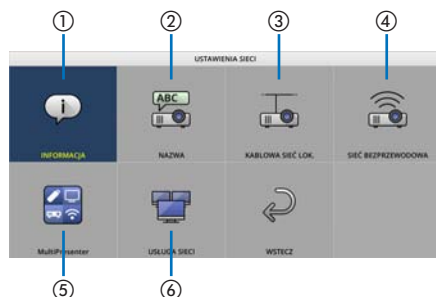 ① ② ③ ④
USTAWIENIA SIECI
ABC
INFORMACJA NAZWA KABLOWA SIEĆ LOK. SIEĆ BEZPRZEWODOWA
MultiPresenter USŁUGA SIECI WSTECZ
⑤ ⑥